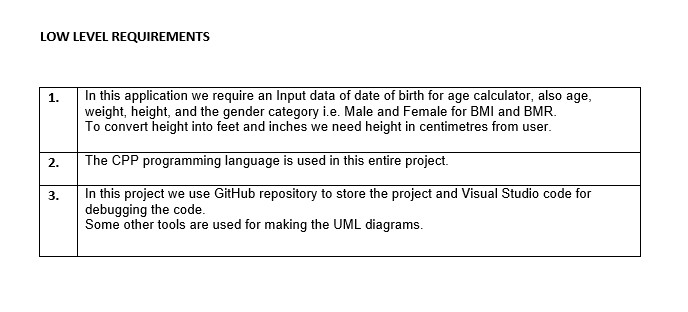 LOW LEVEL REQUIREMENTS
1. In this application we require an Input data of date of birth for age calculator, also age,
weight, height, and the gender category i.e. Male and Female for BMI and BMR.
To convert height into feet and inches we need height in centimetres from user.
2. The CPP programming language is used in this entire project.
3. In this project we use GitHub repository to store the project and Visual Studio code for
debugging the code.
Some other tools are used for making the UML diagrams.